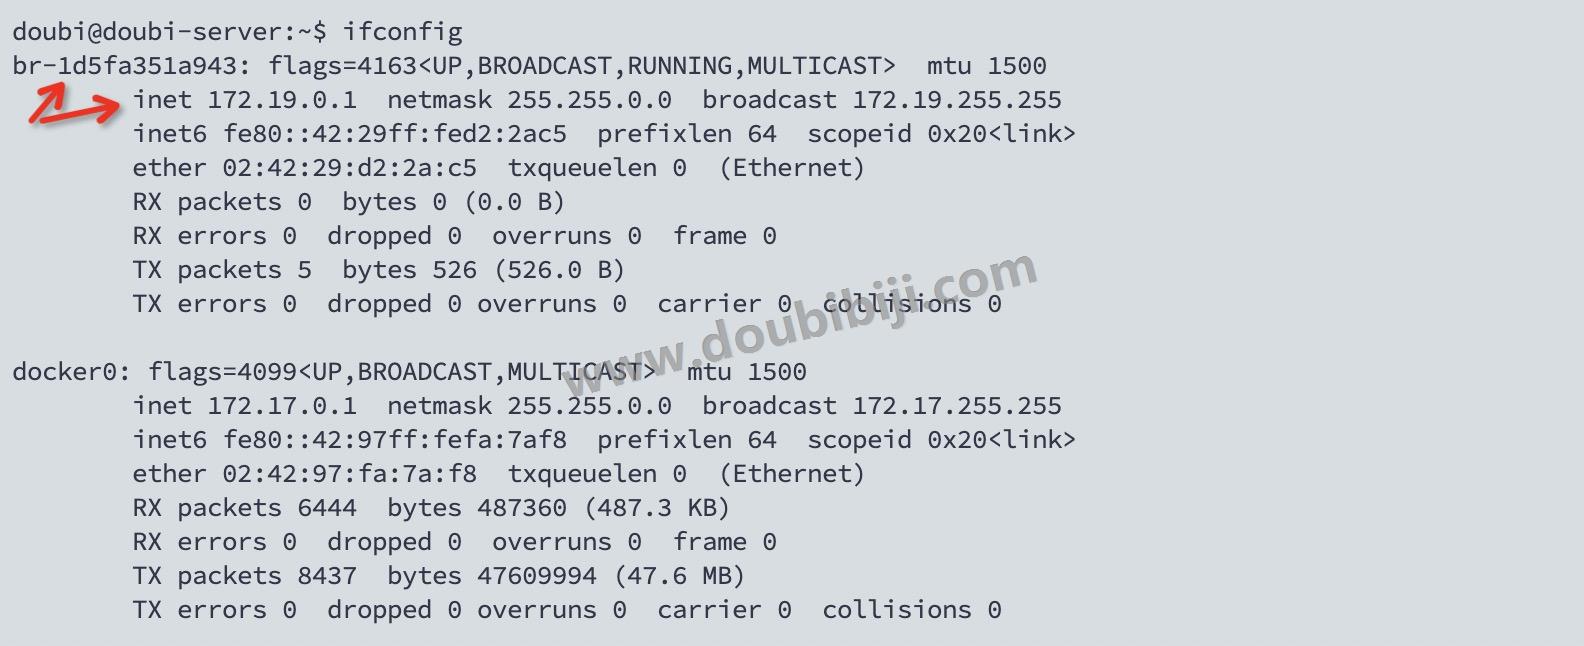 doubi@doubi-server:~$ ifconfig
br-1d5fa351a943: flags=4163<UP,BROADCAST,RUNNING,MULTICAST>  mtu 1500
        inet 172.19.0.1  netmask 255.255.0.0  broadcast 172.19.255.255
        inet6 fe80::42:29ff:fed2:2ac5  prefixlen 64  scopeid 0x20<link>
        ether 02:42:29:d2:2a:c5  txqueuelen 0  (Ethernet)
        RX packets 0  bytes 0 (0.0 B)
        RX errors 0  dropped 0  overruns 0  frame 0
        TX packets 5  bytes 526 (526.0 B)
        TX errors 0  dropped 0 overruns 0  carrier 0  collisions 0
www.doubibiji.com
docker0: flags=4099<UP,BROADCAST,MULTICAST>  mtu 1500
        inet 172.17.0.1  netmask 255.255.0.0  broadcast 172.17.255.255
        inet6 fe80::42:97ff:fefa:7af8  prefixlen 64  scopeid 0x20<link>
        ether 02:42:97:fa:7a:f8  txqueuelen 0  (Ethernet)
        RX packets 6444  bytes 487360 (487.3 KB)
        RX errors 0  dropped 0  overruns 0  frame 0
        TX packets 8437  bytes 47609994 (47.6 MB)
        TX errors 0  dropped 0 overruns 0  carrier 0  collisions 0